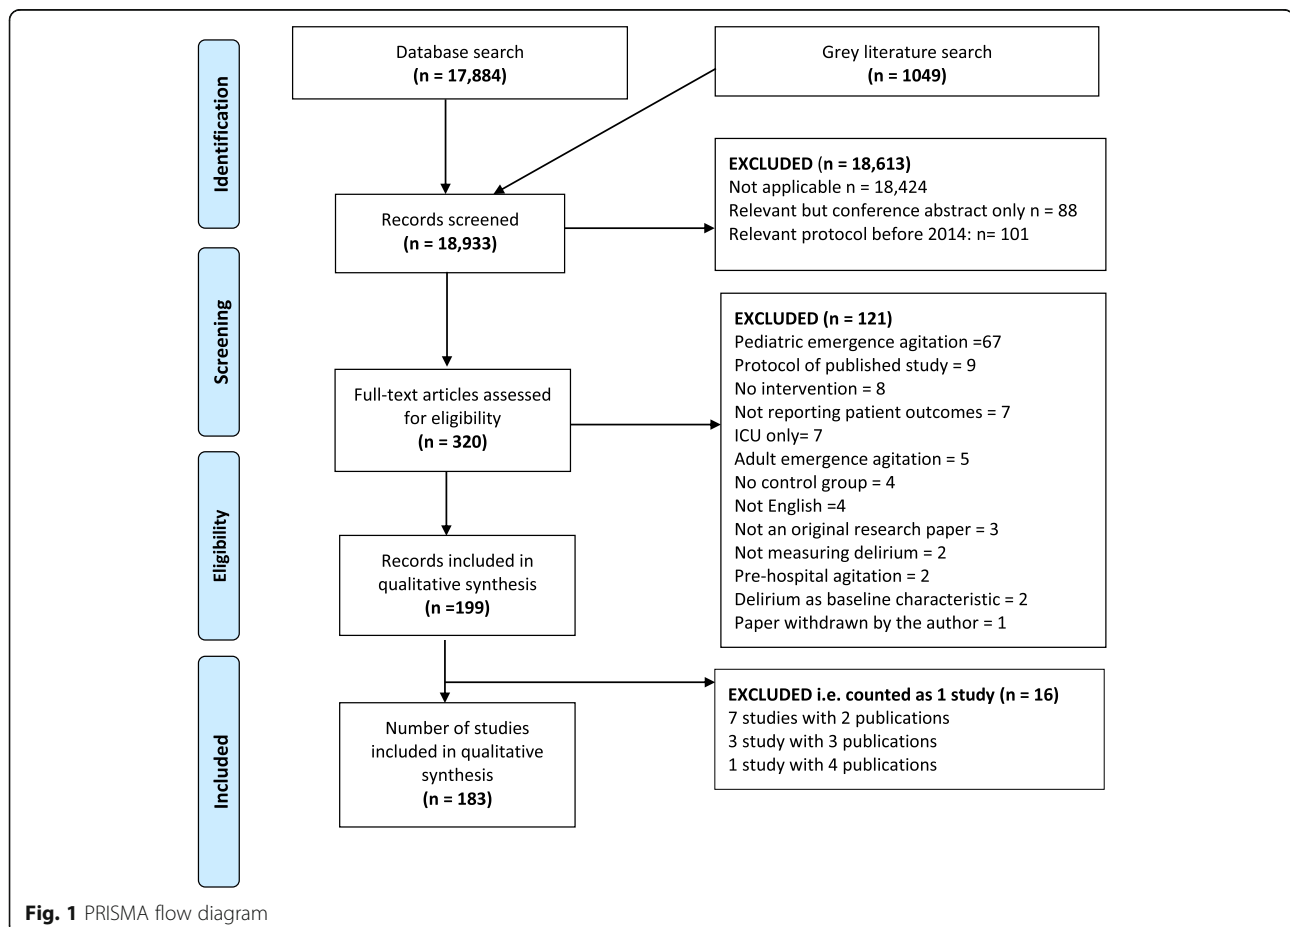 Identification
Database search
(n = 17,884)
Grey literature search
(n = 1049)
Records screened
(n = 18,933)
EXCLUDED (n = 18,613)
Not applicable n = 18,424
Relevant but conference abstract only n = 88
Relevant protocol before 2014: n= 101
Screening
Full-text articles assessed
for eligibility
(n = 320)
EXCLUDED (n = 121)
Pediatric emergence agitation =67
Protocol of published study = 9
No intervention = 8
Not reporting patient outcomes = 7
ICU only= 7
Adult emergence agitation = 5
No control group = 4
Not English =4
Not an original research paper = 3
Not measuring delirium = 2
Pre-hospital agitation = 2
Delirium as baseline characteristic = 2
Paper withdrawn by the author = 1
Eligibility
Records included in
qualitative synthesis
(n =199)
EXCLUDED i.e. counted as 1 study (n = 16)
7 studies with 2 publications
3 study with 3 publications
1 study with 4 publications
Included
Number of studies
included in qualitative
synthesis
(n = 183)
Fig. 1 PRISMA flow diagram